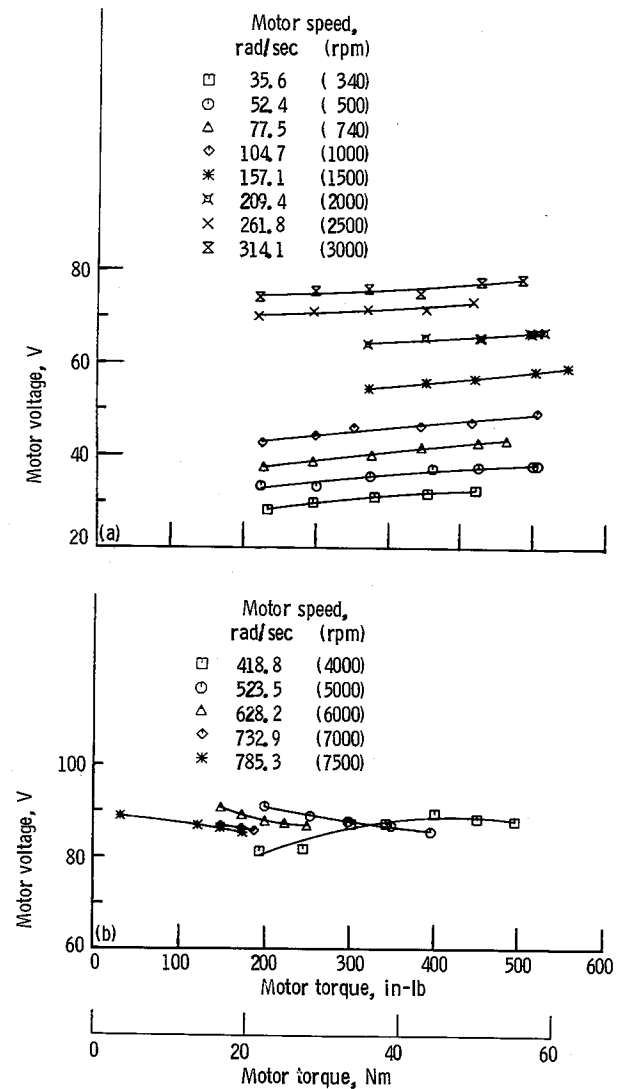 Motor speed,
rad/sec (rpm)
35.6 ( 340)
52.4 ( 500)
77.5 ( 740)
104.7 (1000)
157.1 (1500)
209.4 (2000)
261.8 (2500)
314.1 (3000)
80
60
40
20
Motor voltage, V
(a)
Motor speed,
rad/sec (rpm)
418.8 (4000)
523.5 (5000)
628.2 (6000)
732.9 (7000)
785.3 (7500)
100
80
60
Motor voltage, V
(b)
0 100 200 300 400 500 600
Motor torque, in-lb
0 20 40 60
Motor torque, Nm